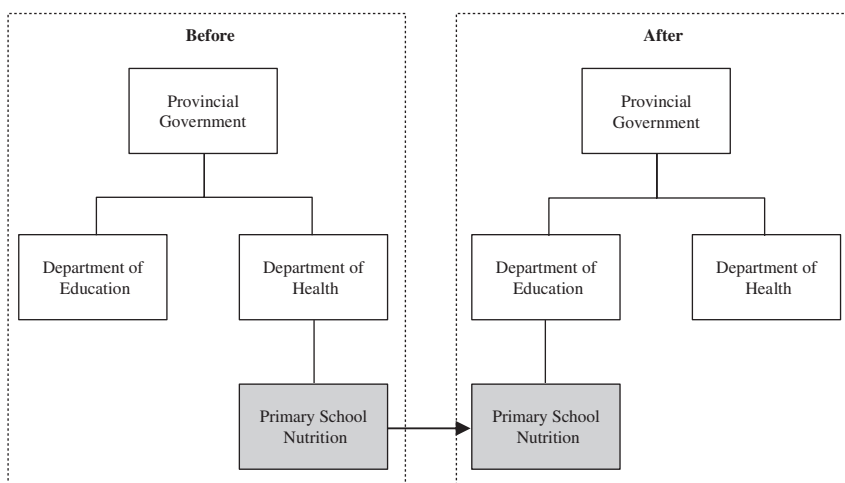 Before
Provincial
Government
Department of
Education
Department of
Health
Primary School
Nutrition
After
Provincial
Government
Department of
Education
Department of
Health
Primary School
Nutrition